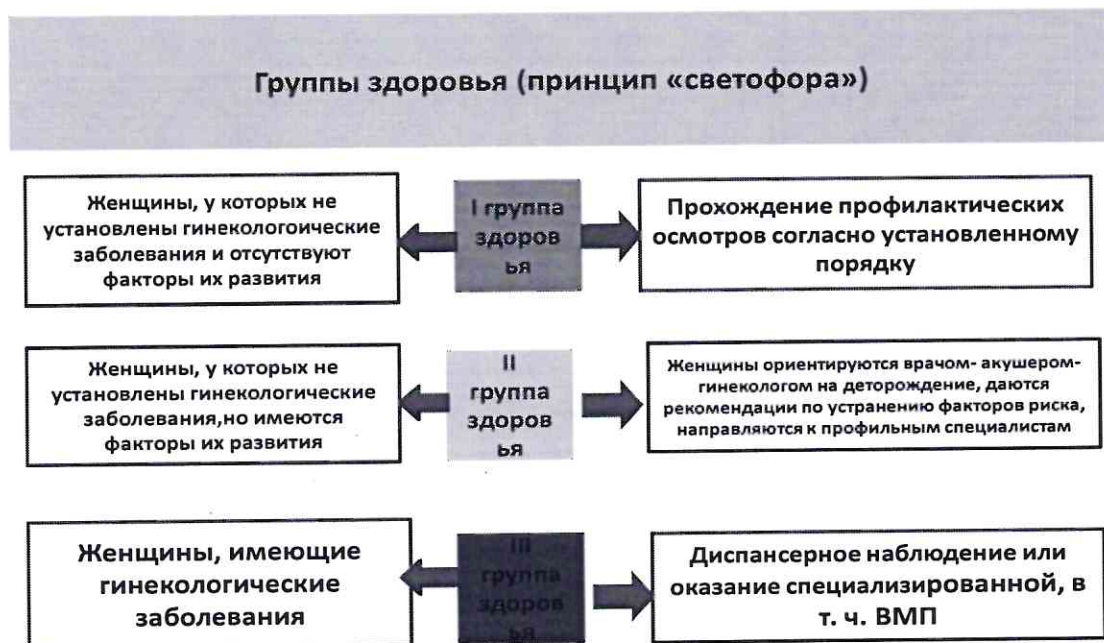 Группы здоровья (принцип «светофора»)
Женщины, у которых не
установлены гинекологоические
заболевания и отсутствуют
факторы их развития
I группа
здоров
ья
Прохождение профилактических
осмотров согласно установленному
порядку
Женщины, у которых не
установлены гинекологические
заболевания,но имеются
факторы их развития
II
группа
здоров
ья
Женщины ориентируются врачом- акушером-
гинекологом на деторождение, даются
рекомендации по устранению факторов риска,
направляются к профильным специалистам
Женщины, имеющие
гинекологические
заболевания
III
группа
здоров
ья
Диспансерное наблюдение или
оказание специализированной, в
т. ч. ВМП